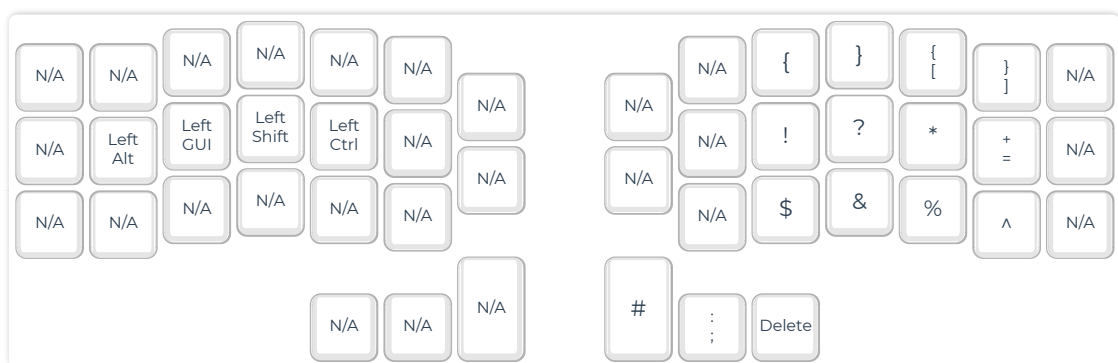 N/A N/A N/A N/A N/A N/A N/A
N/A Left Alt Left GUI Left Shift Left Ctrl N/A N/A
N/A N/A N/A N/A N/A N/A
N/A N/A N/A
N/A N/A { } { [ } ] N/A
N/A N/A ! ? * + = N/A
N/A $ & % ^ N/A
# : ; Delete